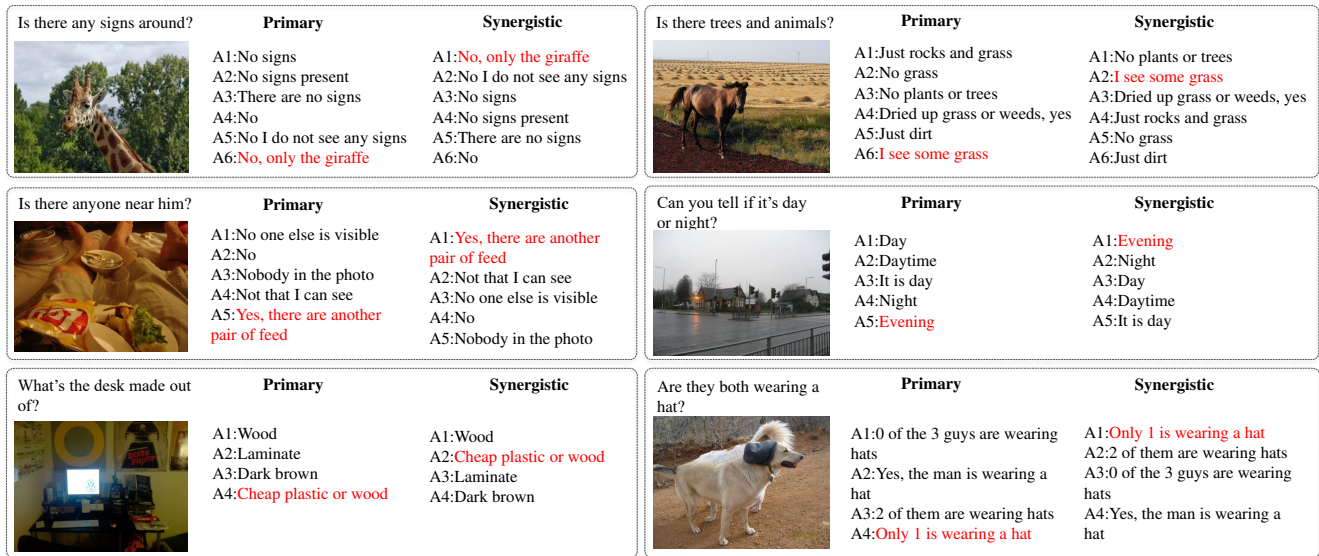 Is there any signs around?
Primary
Synergistic
A1:No signs
A2:No signs present
A3:There are no signs
A4:No
A5:No I do not see any signs
A6:No, only the giraffe
A1:No, only the giraffe
A2:No I do not see any signs
A3:No signs
A4:No signs present
A5:There are no signs
A6:No
Is there trees and animals?
Primary
Synergistic
A1:Just rocks and grass
A2:No grass
A3:No plants or trees
A4:Dried up grass or weeds, yes
A5:Just dirt
A6:I see some grass
A1:No plants or trees
A2:I see some grass
A3:Dried up grass or weeds, yes
A4:Just rocks and grass
A5:No grass
A6:Just dirt
Is there anyone near him?
Primary
Synergistic
A1:No one else is visible
A2:No
A3:Nobody in the photo
A4:Not that I can see
A5:Yes, there are another
pair of feed
A1:Yes, there are another
pair of feed
A2:Not that I can see
A3:No one else is visible
A4:No
A5:Nobody in the photo
Can you tell if it's day
or night?
Primary
Synergistic
A1:Day
A2:Daytime
A3:It is day
A4:Night
A5:Evening
A1:Evening
A2:Night
A3:Day
A4:Daytime
A5:It is day
What's the desk made out
of?
Primary
Synergistic
A1:Wood
A2:Laminate
A3:Dark brown
A4:Cheap plastic or wood
A1:Wood
A2:Cheap plastic or wood
A3:Laminate
A4:Dark brown
Are they both wearing a
hat?
Primary
Synergistic
A1:0 of the 3 guys are wearing
hats
A2:Yes, the man is wearing a
hat
A3:2 of them are wearing hats
A4:Only 1 is wearing a hat
A1:Only 1 is wearing a hat
A2:2 of them are wearing hats
A3:0 of the 3 guys are wearing
hats
A4:Yes, the man is wearing a
hat